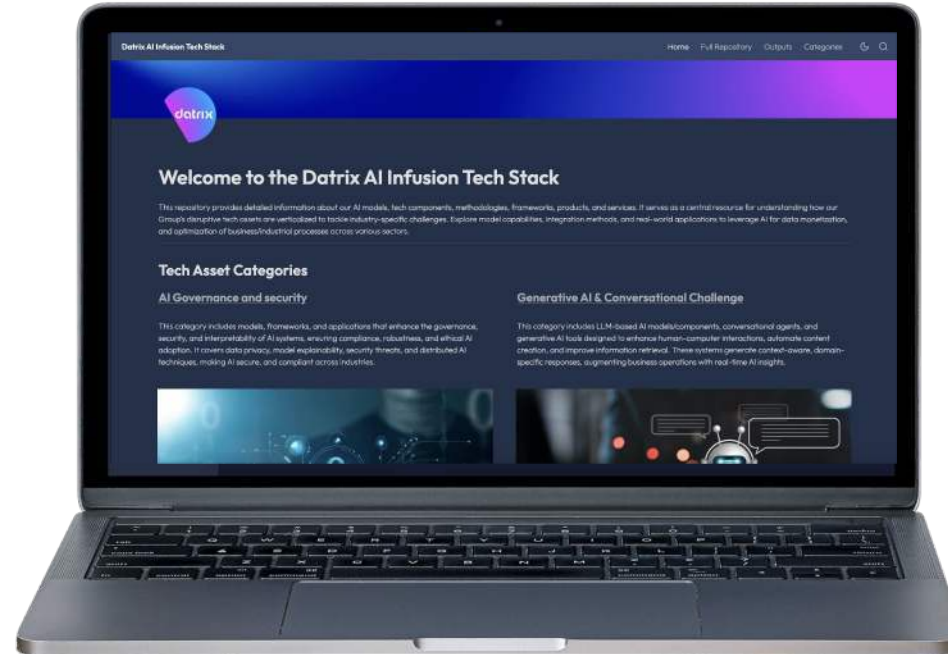 Datrix AI Infusion Tech Stack
Home Full Repository Outputs Categories
datrix
Welcome to the Datrix AI Infusion Tech Stack
This repository provides detailed information about our AI models, tech components, methodologies, frameworks, products, and services. It serves as a central resource for understanding how our
Group's disruptive tech assets are verticalized to tackle industry-specific challenges. Explore model capabilities, integration methods, and real-world applications to leverage AI for data monetization,
and optimization of business/industrial processes across various sectors.
Tech Asset Categories
AI Governance and security
This category includes models, frameworks, and applications that enhance the governance,
security, and interpretability of AI systems, ensuring compliance, robustness, and ethical AI
adoption. It covers data privacy, model explainability, security threats, and distributed AI
techniques, making AI secure, and compliant across industries.
Generative AI & Conversational Challenge
This category includes LLM-based AI models/components, conversational agents, and
generative AI tools designed to enhance human-computer interactions, automate content
creation, and improve information retrieval. These systems generate context-aware, domain-
specific responses, augmenting business operations with real-time AI insights.
tab Q W E R T Y U I O P
caps lock A S D F G H J K L
Z X C V B N M
control option command command option